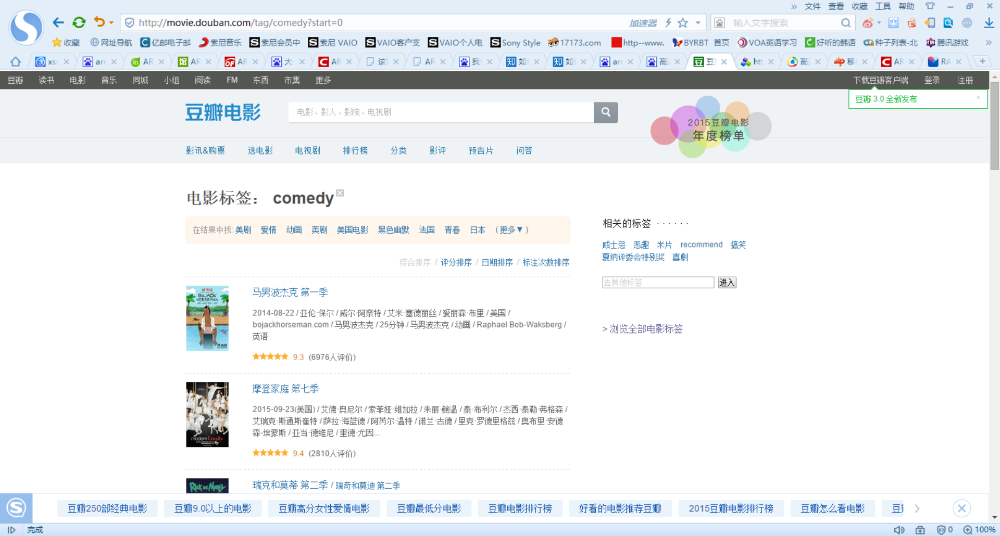 » 文件 查看 收藏 工具 帮助
http://movie.douban.com/tag/comedy?start=0 加速器 输入文字搜索
收藏 网址导航 亿邮电子邮 索尼音乐 索尼会员中 索尼 VAIO VAIO客户支 VAIO个人电 Sony Style 17173.com http--www. BYRBT 首页 VOA英语学习 好听的韩语 种子列表-北 腾讯游戏 »
豆瓣 读书 电影 音乐 同城 小组 阅读 FM 东西 市集 更多 下载豆瓣客户端 登录 注册
豆瓣 3.0 全新发布
豆瓣电影 电影、影人、影院、电视剧
2015豆瓣电影
年度榜单
影讯&购票 选电影 电视剧 排行榜 分类 影评 预告片 问答
电影标签： comedy
在结果中找: 美剧 爱情 动画 英剧 美国电影 黑色幽默 法国 青春 日本 (更多▼)
综合排序 / 评分排序 / 日期排序 / 标注次数排序
NETFLIX
BOJACK
HORSEMAN
22 AUG
马男波杰克 第一季
2014-08-22 / 亚伦·保尔 / 威尔·阿奈特 / 艾米·塞德丽丝 / 爱丽森·布里 / 美国 /
bojackhorseman.com / 马男波杰克 / 25分钟 / 马男波杰克 / 动画 / Raphael Bob-Waksberg /
英语
9.3 (6976人评价)
modern family
摩登家庭 第七季
2015-09-23(美国) / 艾德·奥尼尔 / 索菲娅·维加拉 / 朱丽·鲍温 / 泰·布利尔 / 杰西·泰勒·弗格森 /
艾瑞克·斯通斯崔特 / 萨拉·海蓝德 / 阿芮尔·温特 / 诺兰·古德 / 里克·罗德里格兹 / 奥布里·安德
森-埃蒙斯 / 亚当·德维尼 / 里德·尤因...
9.4 (2810人评价)
Rick and Morty
瑞克和莫蒂 第二季 / 瑞奇和莫迪 第二季
相关的标签 · · · · · ·
威士忌 恶趣 米片 recommend 搞笑
戛纳评委会特别奖 喜劇
去其他标签 进入
> 浏览全部电影标签
豆瓣250部经典电影 豆瓣9.0以上的电影 豆瓣高分女性爱情电影 豆瓣最低分电影 豆瓣电影排行榜 好看的电影推荐豆瓣 2015豆瓣电影排行榜 豆瓣怎么看电影
完成 0 100%